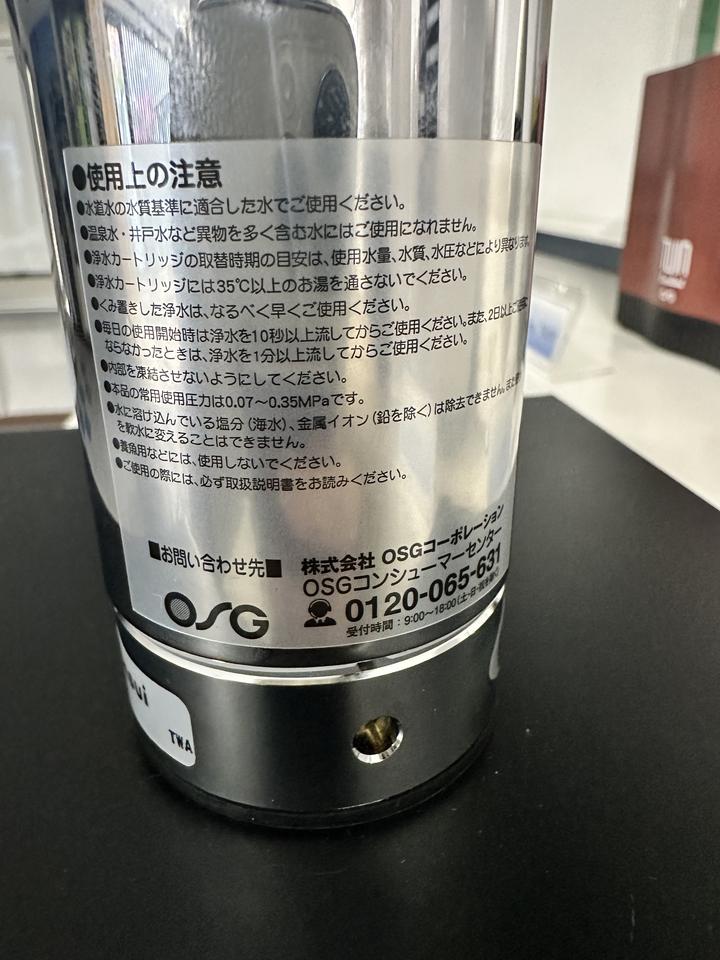 ●使用上の注意
●水道水の水質基準に適合した水でご使用ください。
●温泉水・井戸水など異物を多く含む水にはご使用になれません。
●浄水カートリッジの取替時期の目安は、使用水量、水質、水圧などにより異なります
●浄水カートリッジには35℃以上のお湯を通さないでください。
●くみ置きした浄水は、なるべく早くご使用ください。
●毎日の使用開始時は浄水を10秒以上流してからご使用ください。また、2日以上ご使用に
ならなかったときは、浄水を1分以上流してからご使用ください。
●内部を凍結させないようにしてください。
●本品の常用使用圧力は0.07〜0.35MPaです。
●水に溶け込んでいる塩分（海水）、金属イオン（鉛を除く）は除去できません。また
を軟水に変えることはできません。
●養魚用などには、使用しないでください。
●ご使用の際には、必ず取扱説明書をお読みください。
■お問い合わせ先■
株式会社 OSGコーポレーション
OSGコンシューマーセンター
OSG
0120-065-631
受付時間：9:00〜18:00（土・日・祝を除く）
sui
TWA